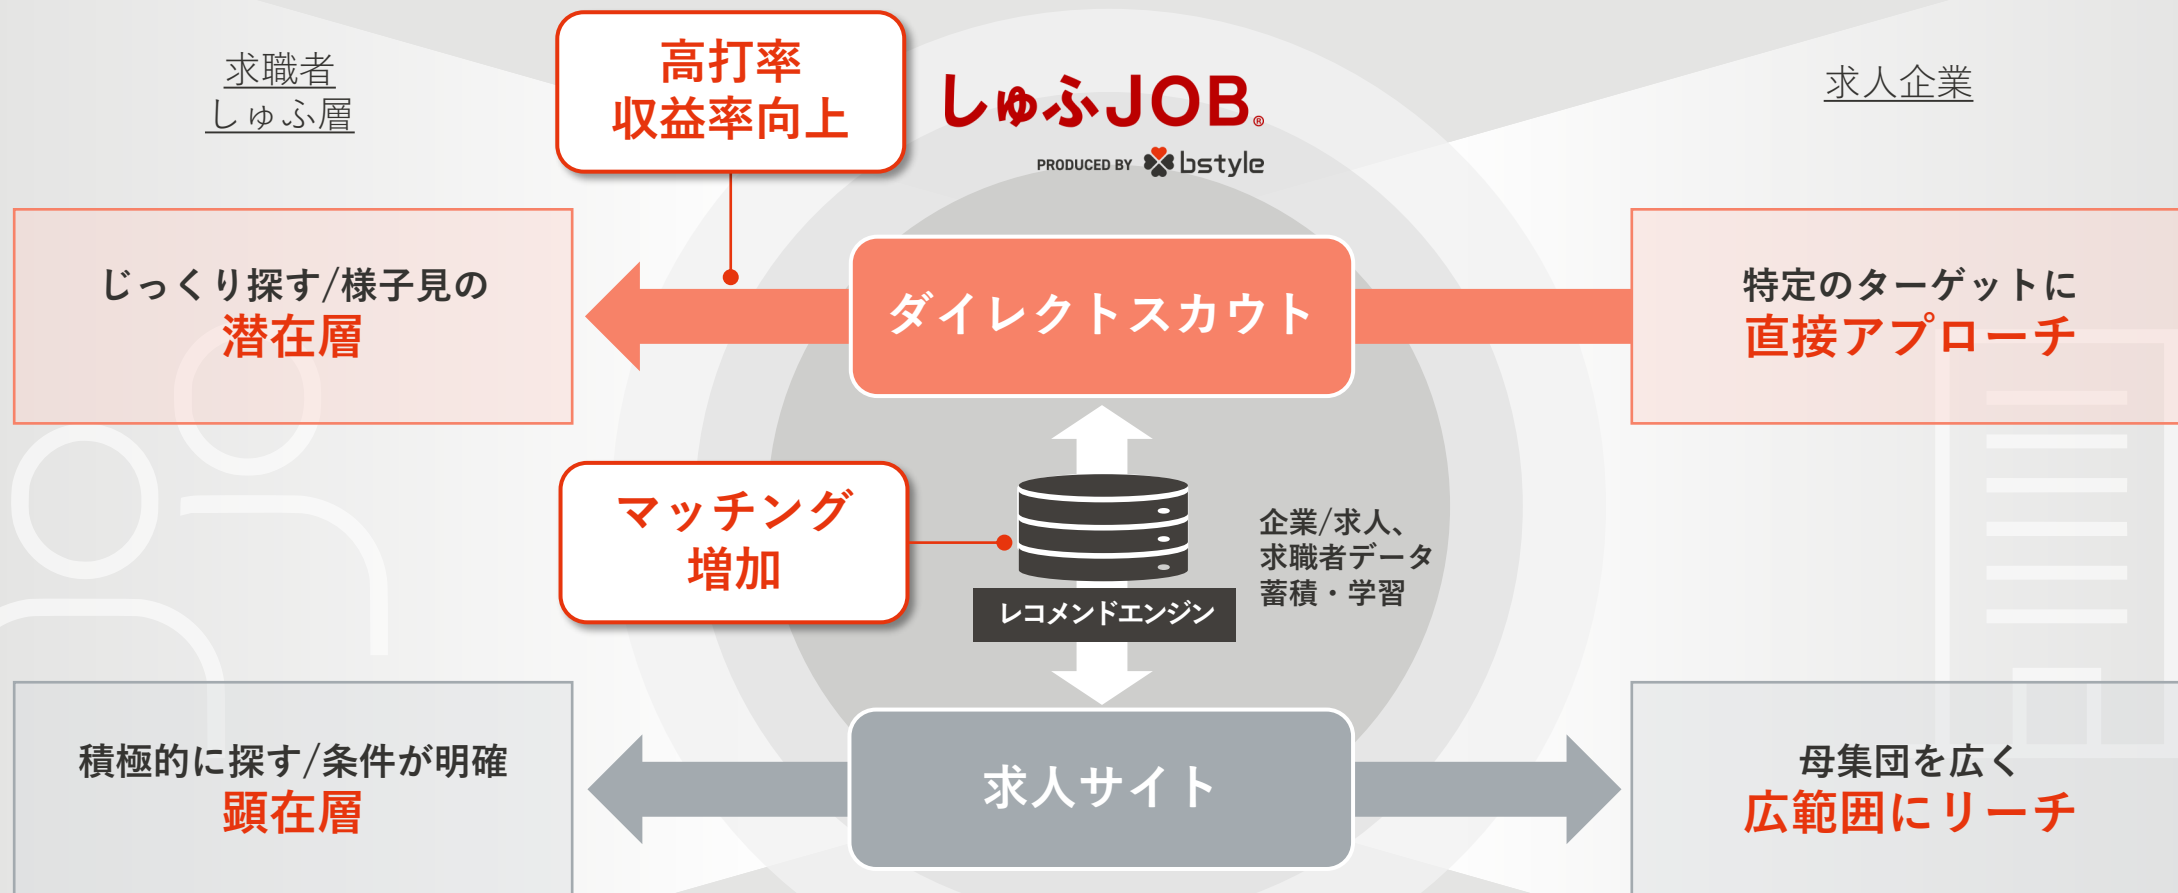 求職者
しゅふ層
高打率
収益率向上
しゅふJOB®
PRODUCED BY bstyle
求人企業
じっくり探す/様子見の
潜在層
ダイレクトスカウト
特定のターゲットに
直接アプローチ
マッチング
増加
企業/求人、
求職者データ
蓄積・学習
レコメンドエンジン
積極的に探す/条件が明確
顕在層
求人サイト
母集団を広く
広範囲にリーチ